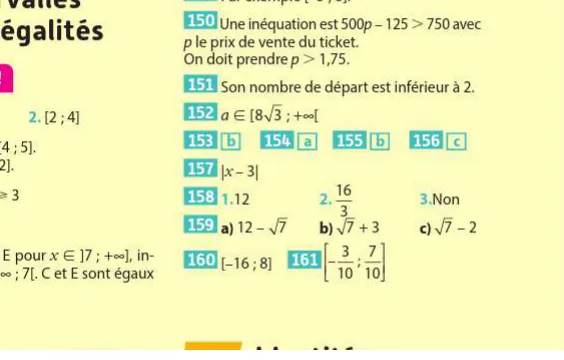 égalités
2. [2 ; 4]
[4 ; 5].
2].
⩾ 3
E pour x ∈ ]7 ; +∞], in-
∞ ; 7[. C et E sont égaux
150 Une inéquation est 500p – 125 > 750 avec
p le prix de vente du ticket.
On doit prendre p > 1,75.
151 Son nombre de départ est inférieur à 2.
152 a ∈ [8√3 ; +∞[
153 b 154 a 155 b 156 c
157 |x – 3|
158 1. 12 2. 16/3 3. Non
159 a) 12 – √7 b) √7 + 3 c) √7 – 2
160 [–16 ; 8] 161 [–3/10 ; 7/10]